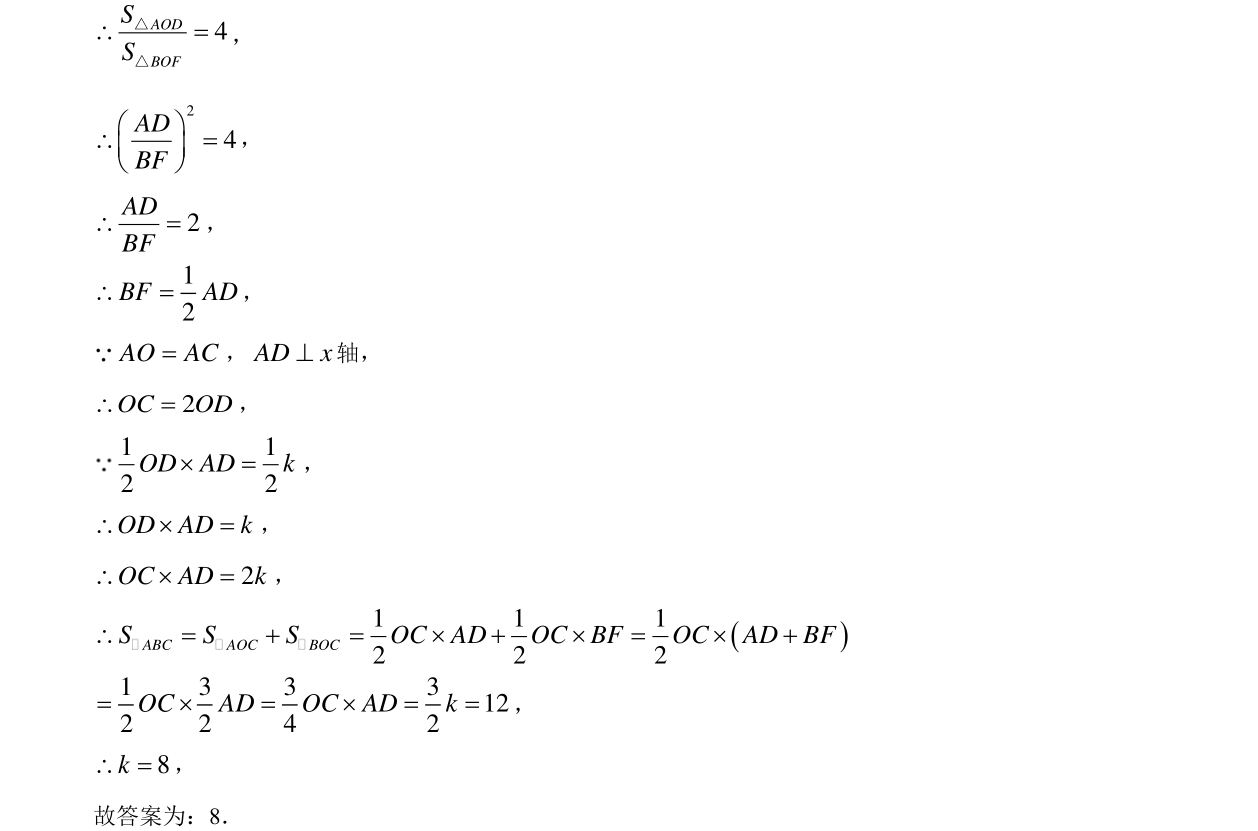 ∴ S△AOD / S△BOF = 4，
∴ (AD/BF)² = 4，
∴ AD/BF = 2，
∴ BF = 1/2 AD，
∵ AO = AC， AD ⊥ x轴，
∴ OC = 2OD，
∵ 1/2 OD × AD = 1/2 k，
∴ OD × AD = k，
∴ OC × AD = 2k，
∴ S□ABC = S□AOC + S□BOC = 1/2 OC × AD + 1/2 OC × BF = 1/2 OC × (AD + BF)
= 1/2 OC × 3/2 AD = 3/4 OC × AD = 3/2 k = 12，
∴ k = 8，
故答案为：8．